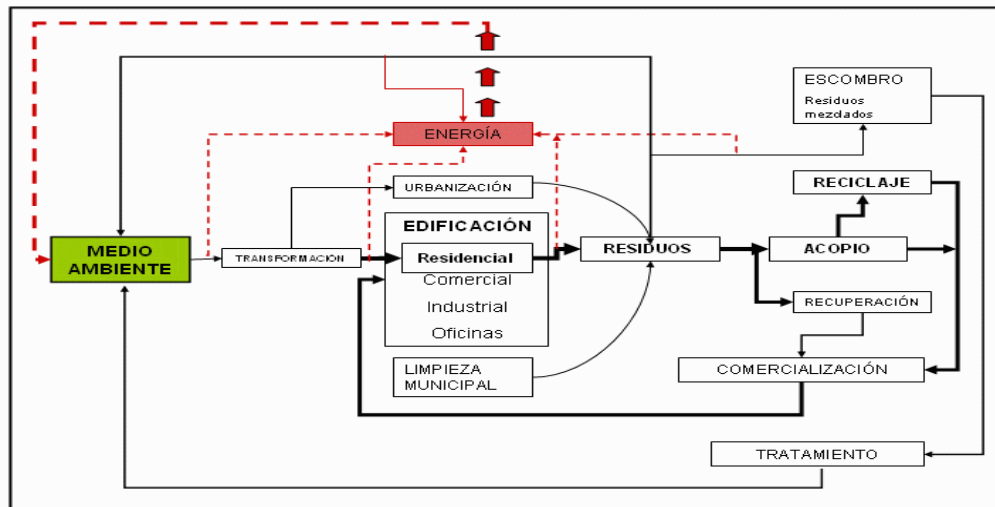 ESCOMBRO
Residuos
mezclados
ENERGÍA
URBANIZACIÓN
RECICLAJE
EDIFICACIÓN
MEDIO
AMBIENTE
TRANSFORMACIÓN
Residencial
RESIDUOS
ACOPIO
Comercial
Industrial
Oficinas
RECUPERACIÓN
LIMPIEZA
MUNICIPAL
COMERCIALIZACIÓN
TRATAMIENTO